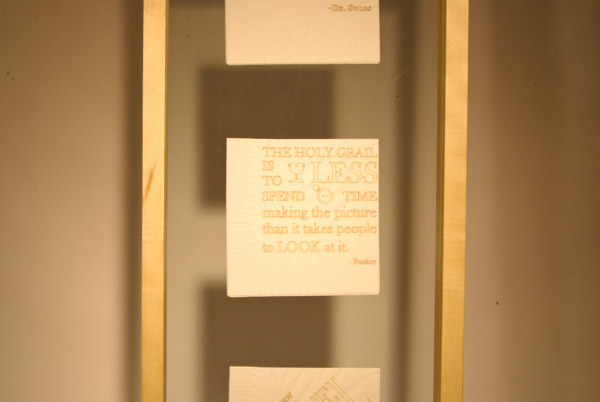 -Dr. Seuss
THE HOLY GRAIL
IS
TO LESS
SPEND TIME
making the picture
than it takes people
to LOOK at it.
- Banksy